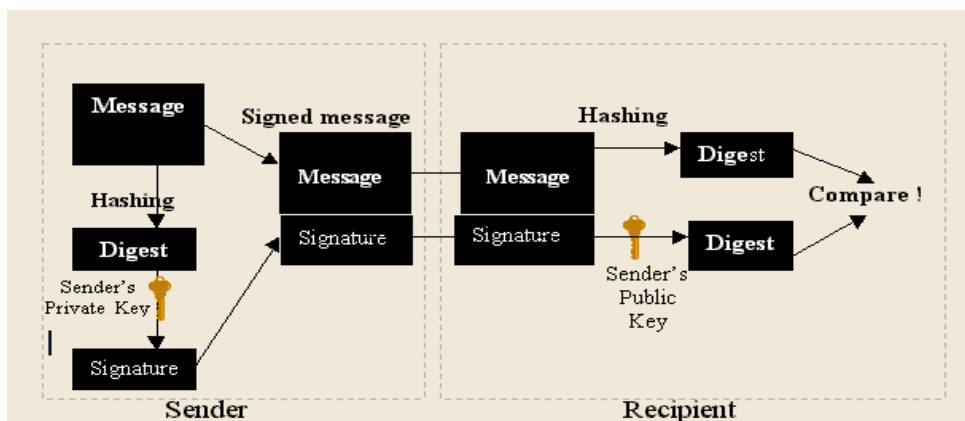 Message
Hashing
Digest
Sender's
Private Key
Signature
Signed message
Message
Signature
Sender
Message
Signature
Hashing
Digest
Sender's
Public
Key
Digest
Compare !
Recipient